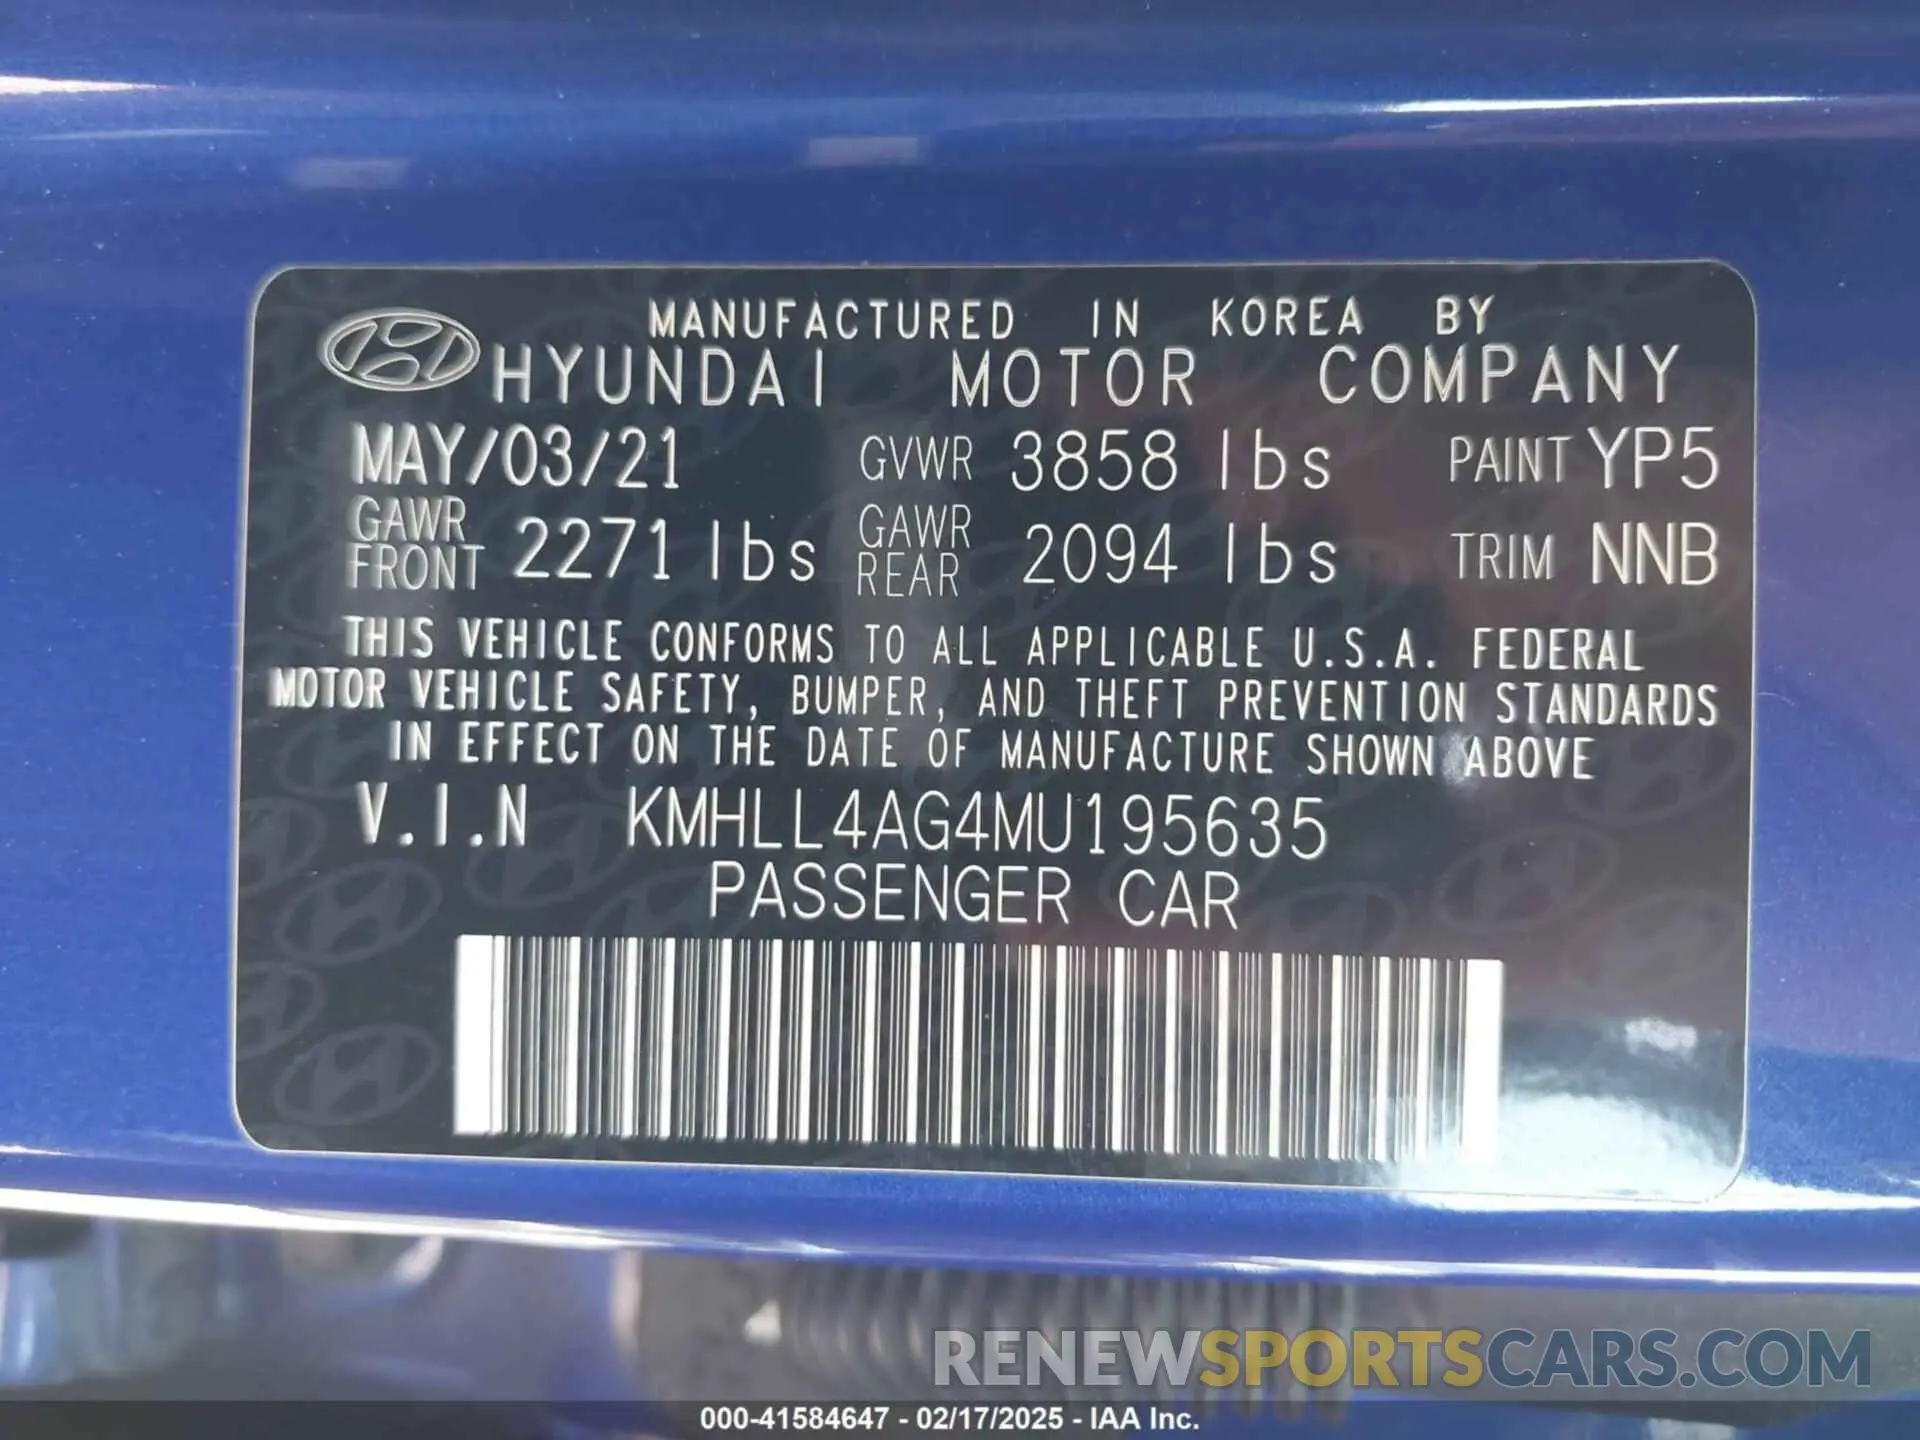 MANUFACTURED IN KOREA BY
HYUNDAI MOTOR COMPANY
MAY/03/21 GVWR 3858 lbs PAINT YP5
GAWR FRONT 2271 lbs GAWR REAR 2094 lbs TRIM NNB
THIS VEHICLE CONFORMS TO ALL APPLICABLE U.S.A. FEDERAL
MOTOR VEHICLE SAFETY, BUMPER, AND THEFT PREVENTION STANDARDS
IN EFFECT ON THE DATE OF MANUFACTURE SHOWN ABOVE
V.I.N KMHLL4AG4MU195635
PASSENGER CAR
RENEWSPORTSCARS.COM
000-41584647 - 02/17/2025 - IAA Inc.